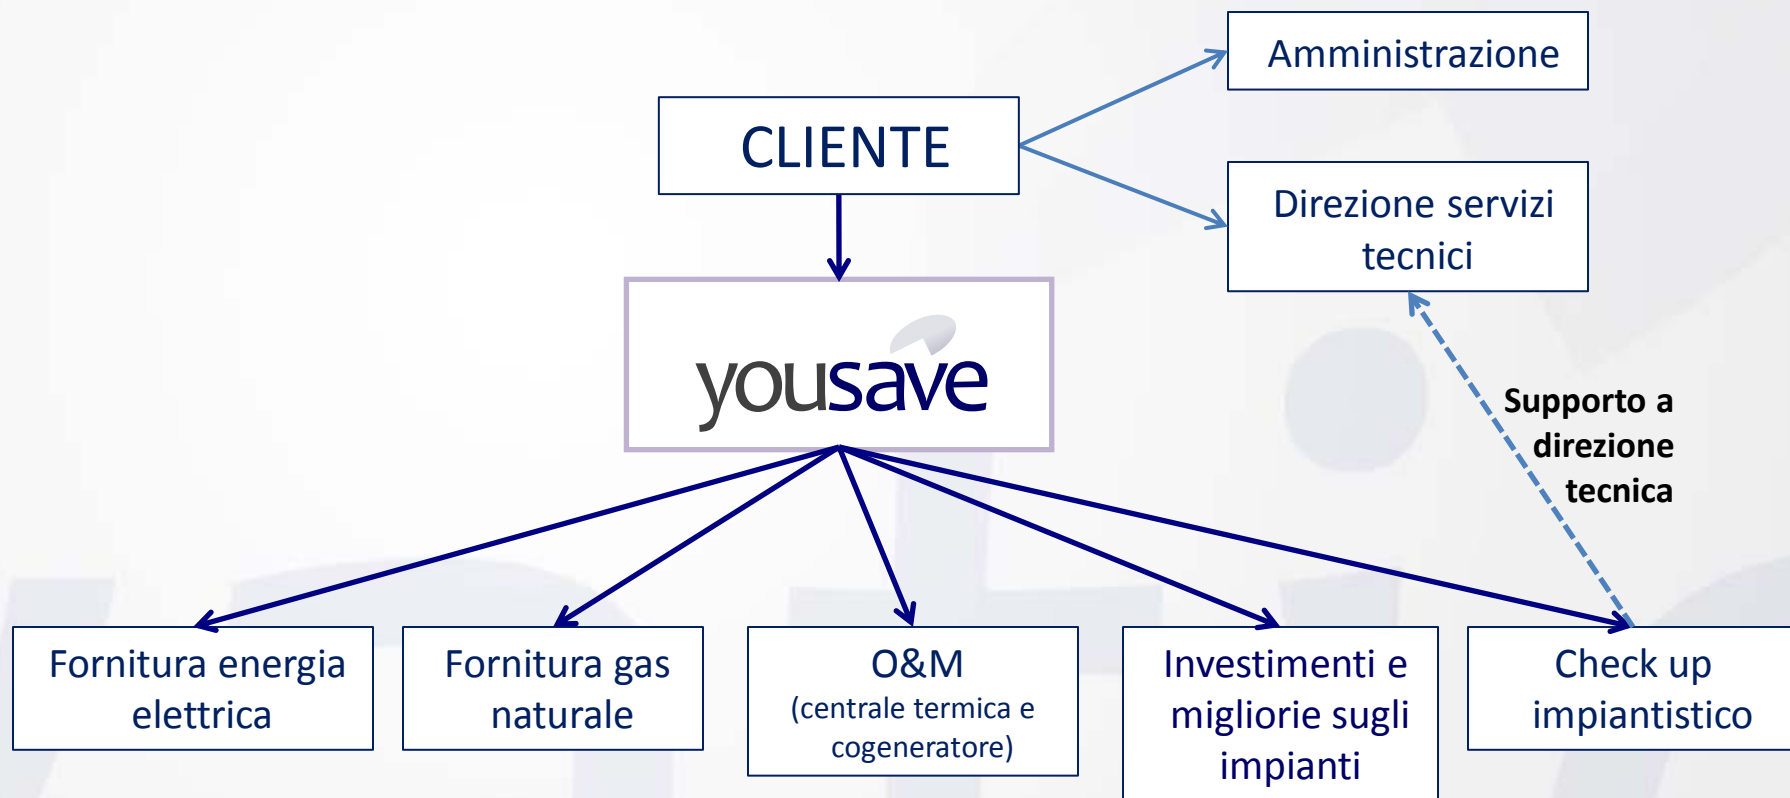 Amministrazione
CLIENTE
Direzione servizi
tecnici
yousave
Supporto a
direzione
tecnica
Fornitura energia
elettrica
Fornitura gas
naturale
O&M
(centrale termica e
cogeneratore)
Investimenti e
migliorie sugli
impianti
Check up
impiantistico